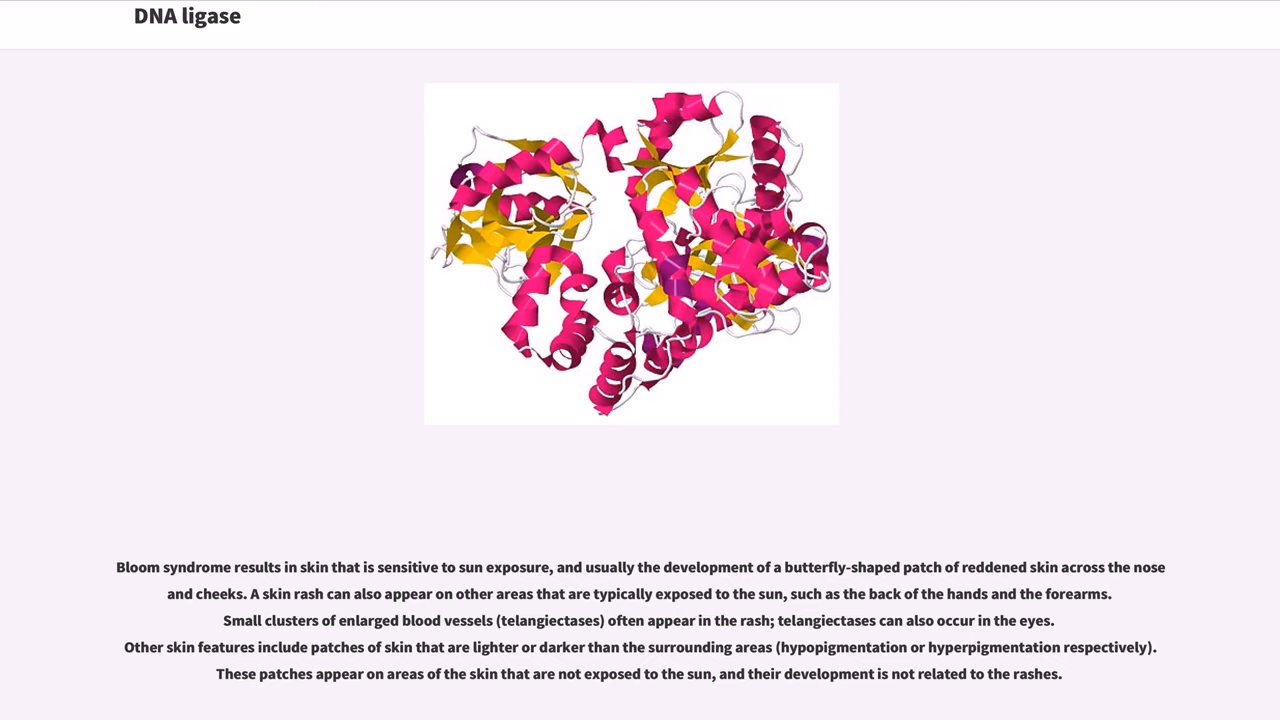 DNA ligase
Bloom syndrome results in skin that is sensitive to sun exposure, and usually the development of a butterfly-shaped patch of reddened skin across the nose
and cheeks. A skin rash can also appear on other areas that are typically exposed to the sun, such as the back of the hands and the forearms.
Small clusters of enlarged blood vessels (telangiectases) often appear in the rash; telangiectases can also occur in the eyes.
Other skin features include patches of skin that are lighter or darker than the surrounding areas (hypopigmentation or hyperpigmentation respectively).
These patches appear on areas of the skin that are not exposed to the sun, and their development is not related to the rashes.